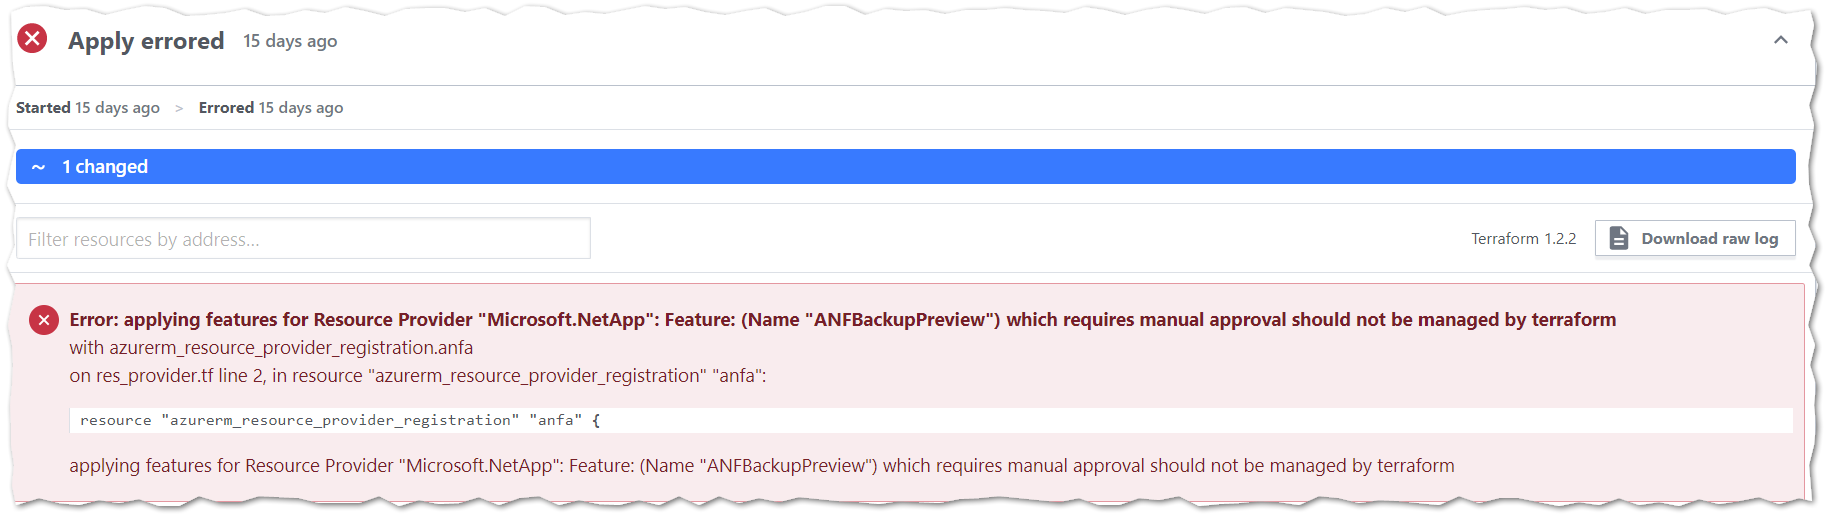 Apply errored 15 days ago
Started 15 days ago > Errored 15 days ago
~ 1 changed
Filter resources by address...
Terraform 1.2.2 Download raw log
Error: applying features for Resource Provider "Microsoft.NetApp": Feature: (Name "ANFBackupPreview") which requires manual approval should not be managed by terraform
with azurerm_resource_provider_registration.anfa
on res_provider.tf line 2, in resource "azurerm_resource_provider_registration" "anfa":
resource "azurerm_resource_provider_registration" "anfa" {
applying features for Resource Provider "Microsoft.NetApp": Feature: (Name "ANFBackupPreview") which requires manual approval should not be managed by terraform